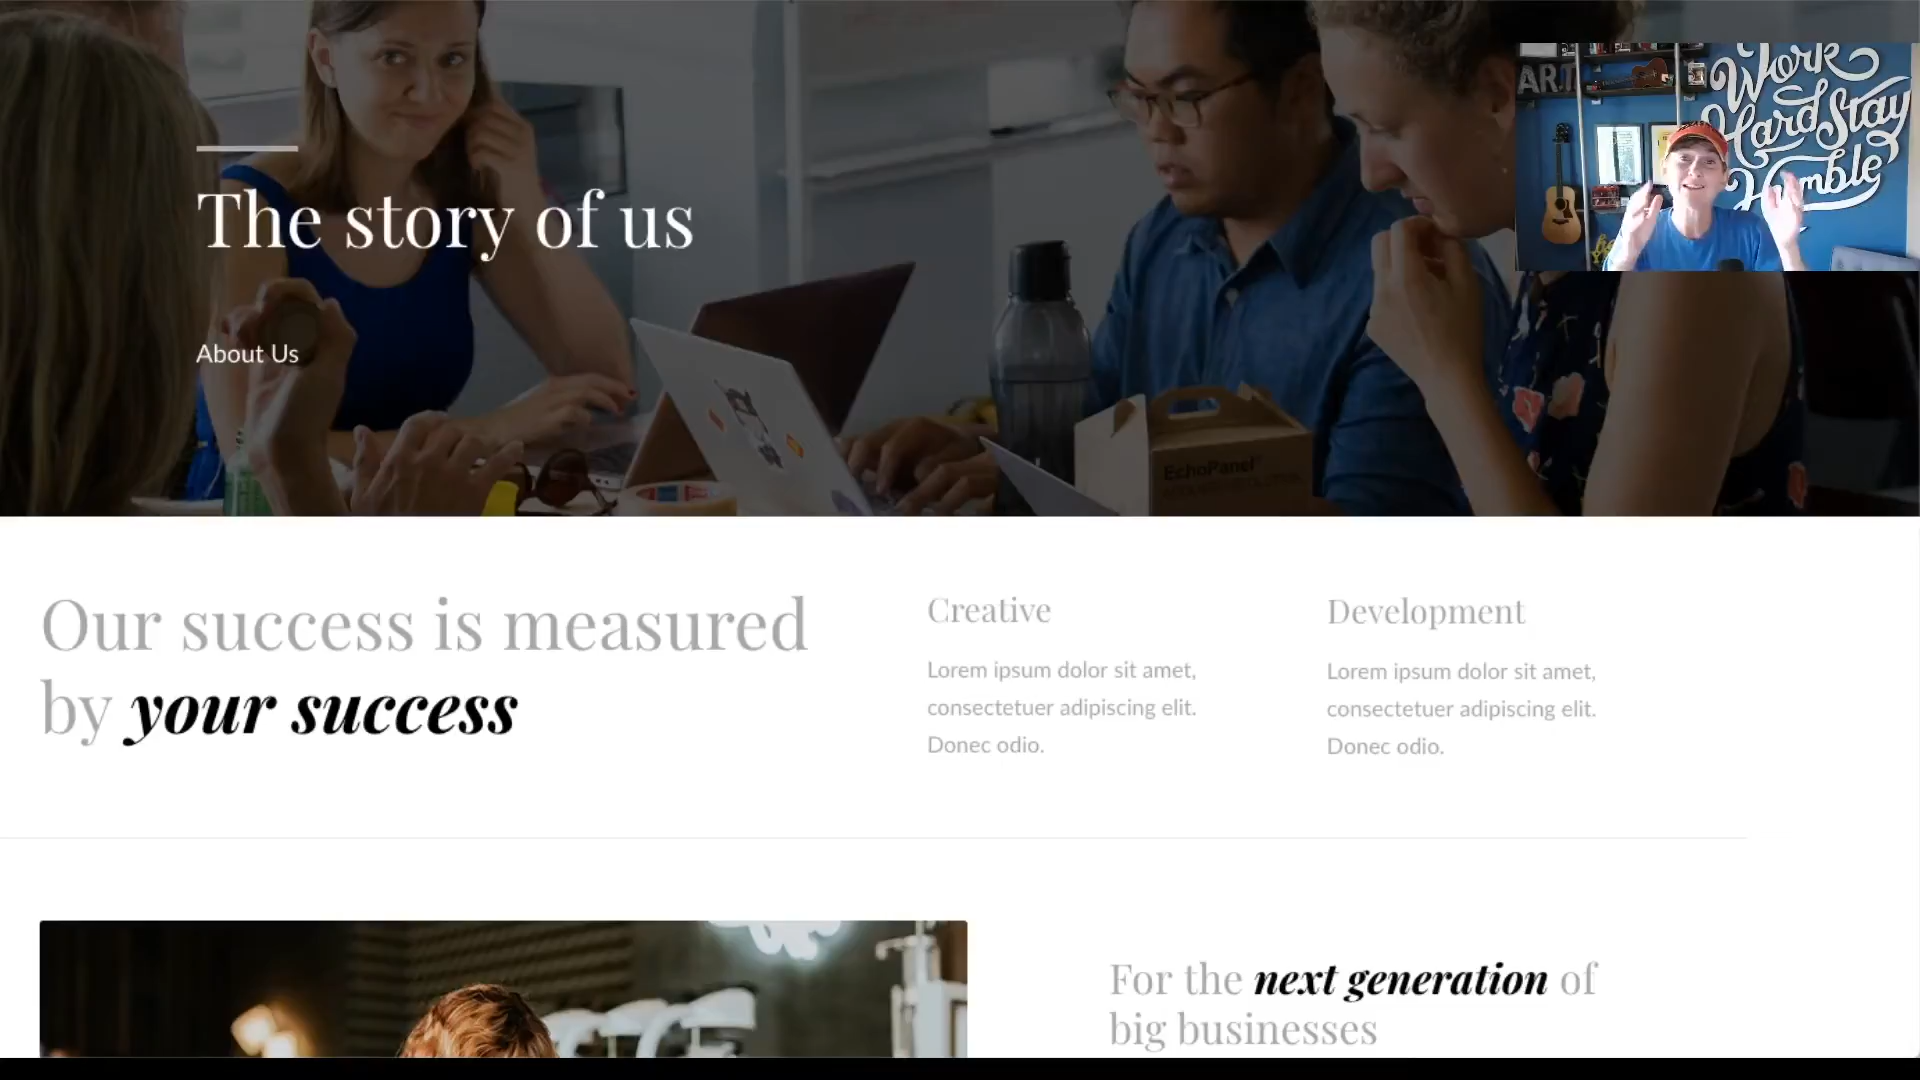 The story of us
About Us
ART
Work
Hard Stay
Humble
EchoPanel
Our success is measured
by your success
Creative
Lorem ipsum dolor sit amet,
consectetuer adipiscing elit.
Donec odio.
Development
Lorem ipsum dolor sit amet,
consectetuer adipiscing elit.
Donec odio.
For the next generation of
big businesses